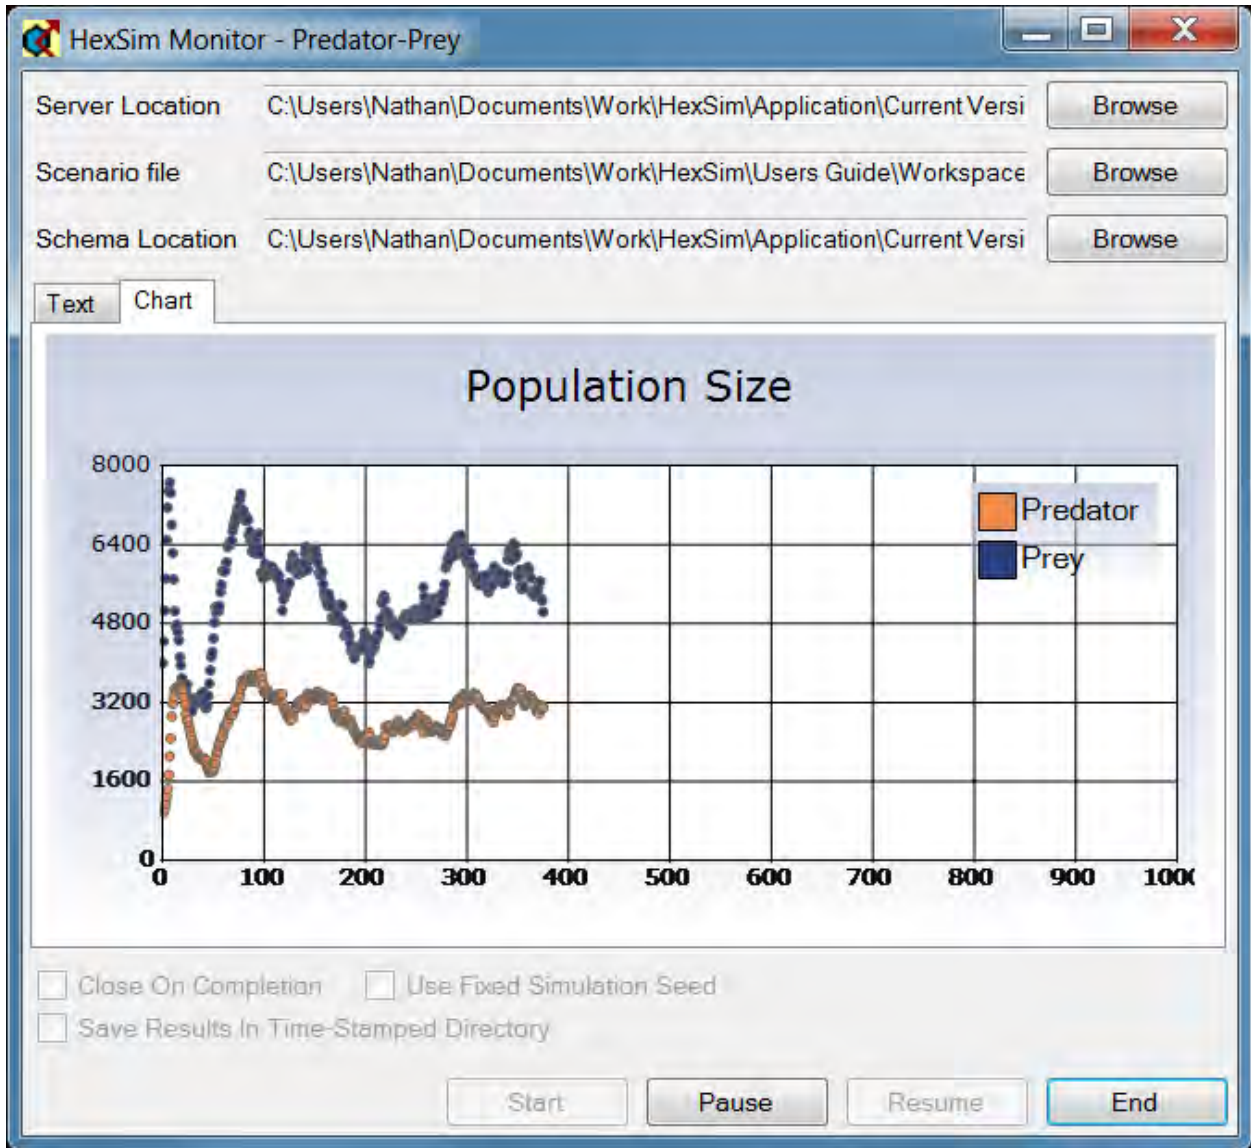 HexSim Monitor - Predator-Prey
Server Location C:\Users\Nathan\Documents\Work\HexSim\Application\Current Versi Browse
Scenario file C:\Users\Nathan\Documents\Work\HexSim\Users Guide\Workspace Browse
Schema Location C:\Users\Nathan\Documents\Work\HexSim\Application\Current Versi Browse
Text Chart
Population Size
8000
Predator
6400
Prey
4800
3200
1600
0
0 100 200 300 400 500 600 700 800 900 1000
Close On Completion Use Fixed Simulation Seed
Save Results In Time-Stamped Directory
Start Pause Resume End